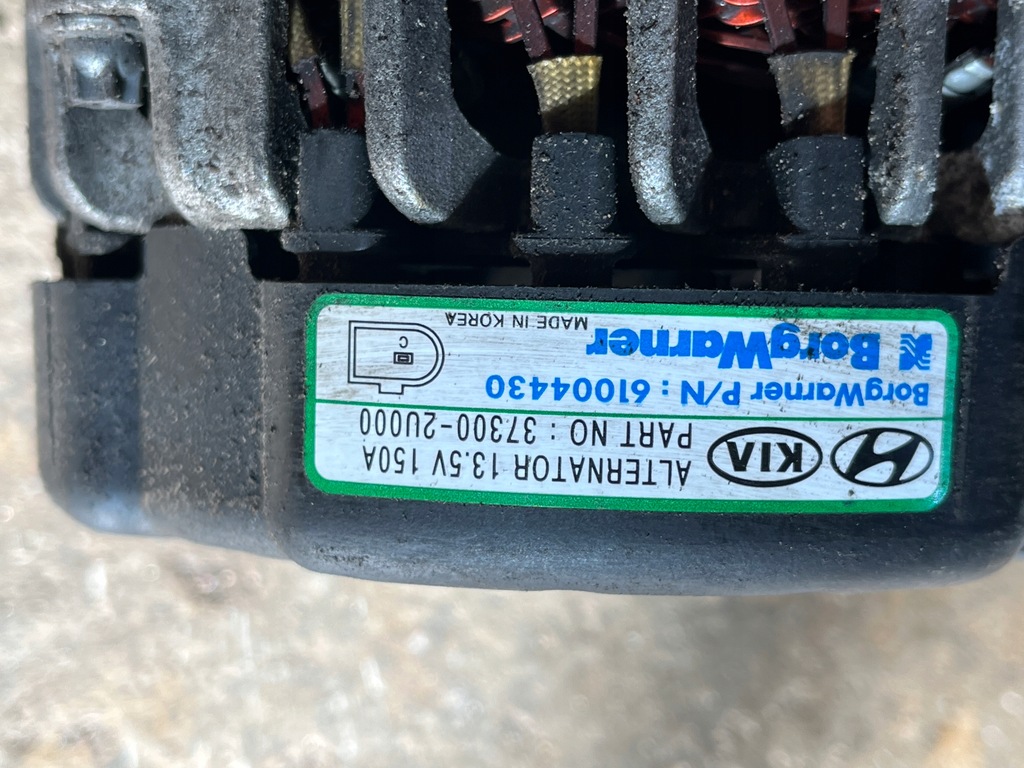 KIA
ALTERNATOR 13.5V 150A
PART NO : 37300-2U000
BorgWarner P/N : 61004430
BorgWarner
MADE IN KOREA
C